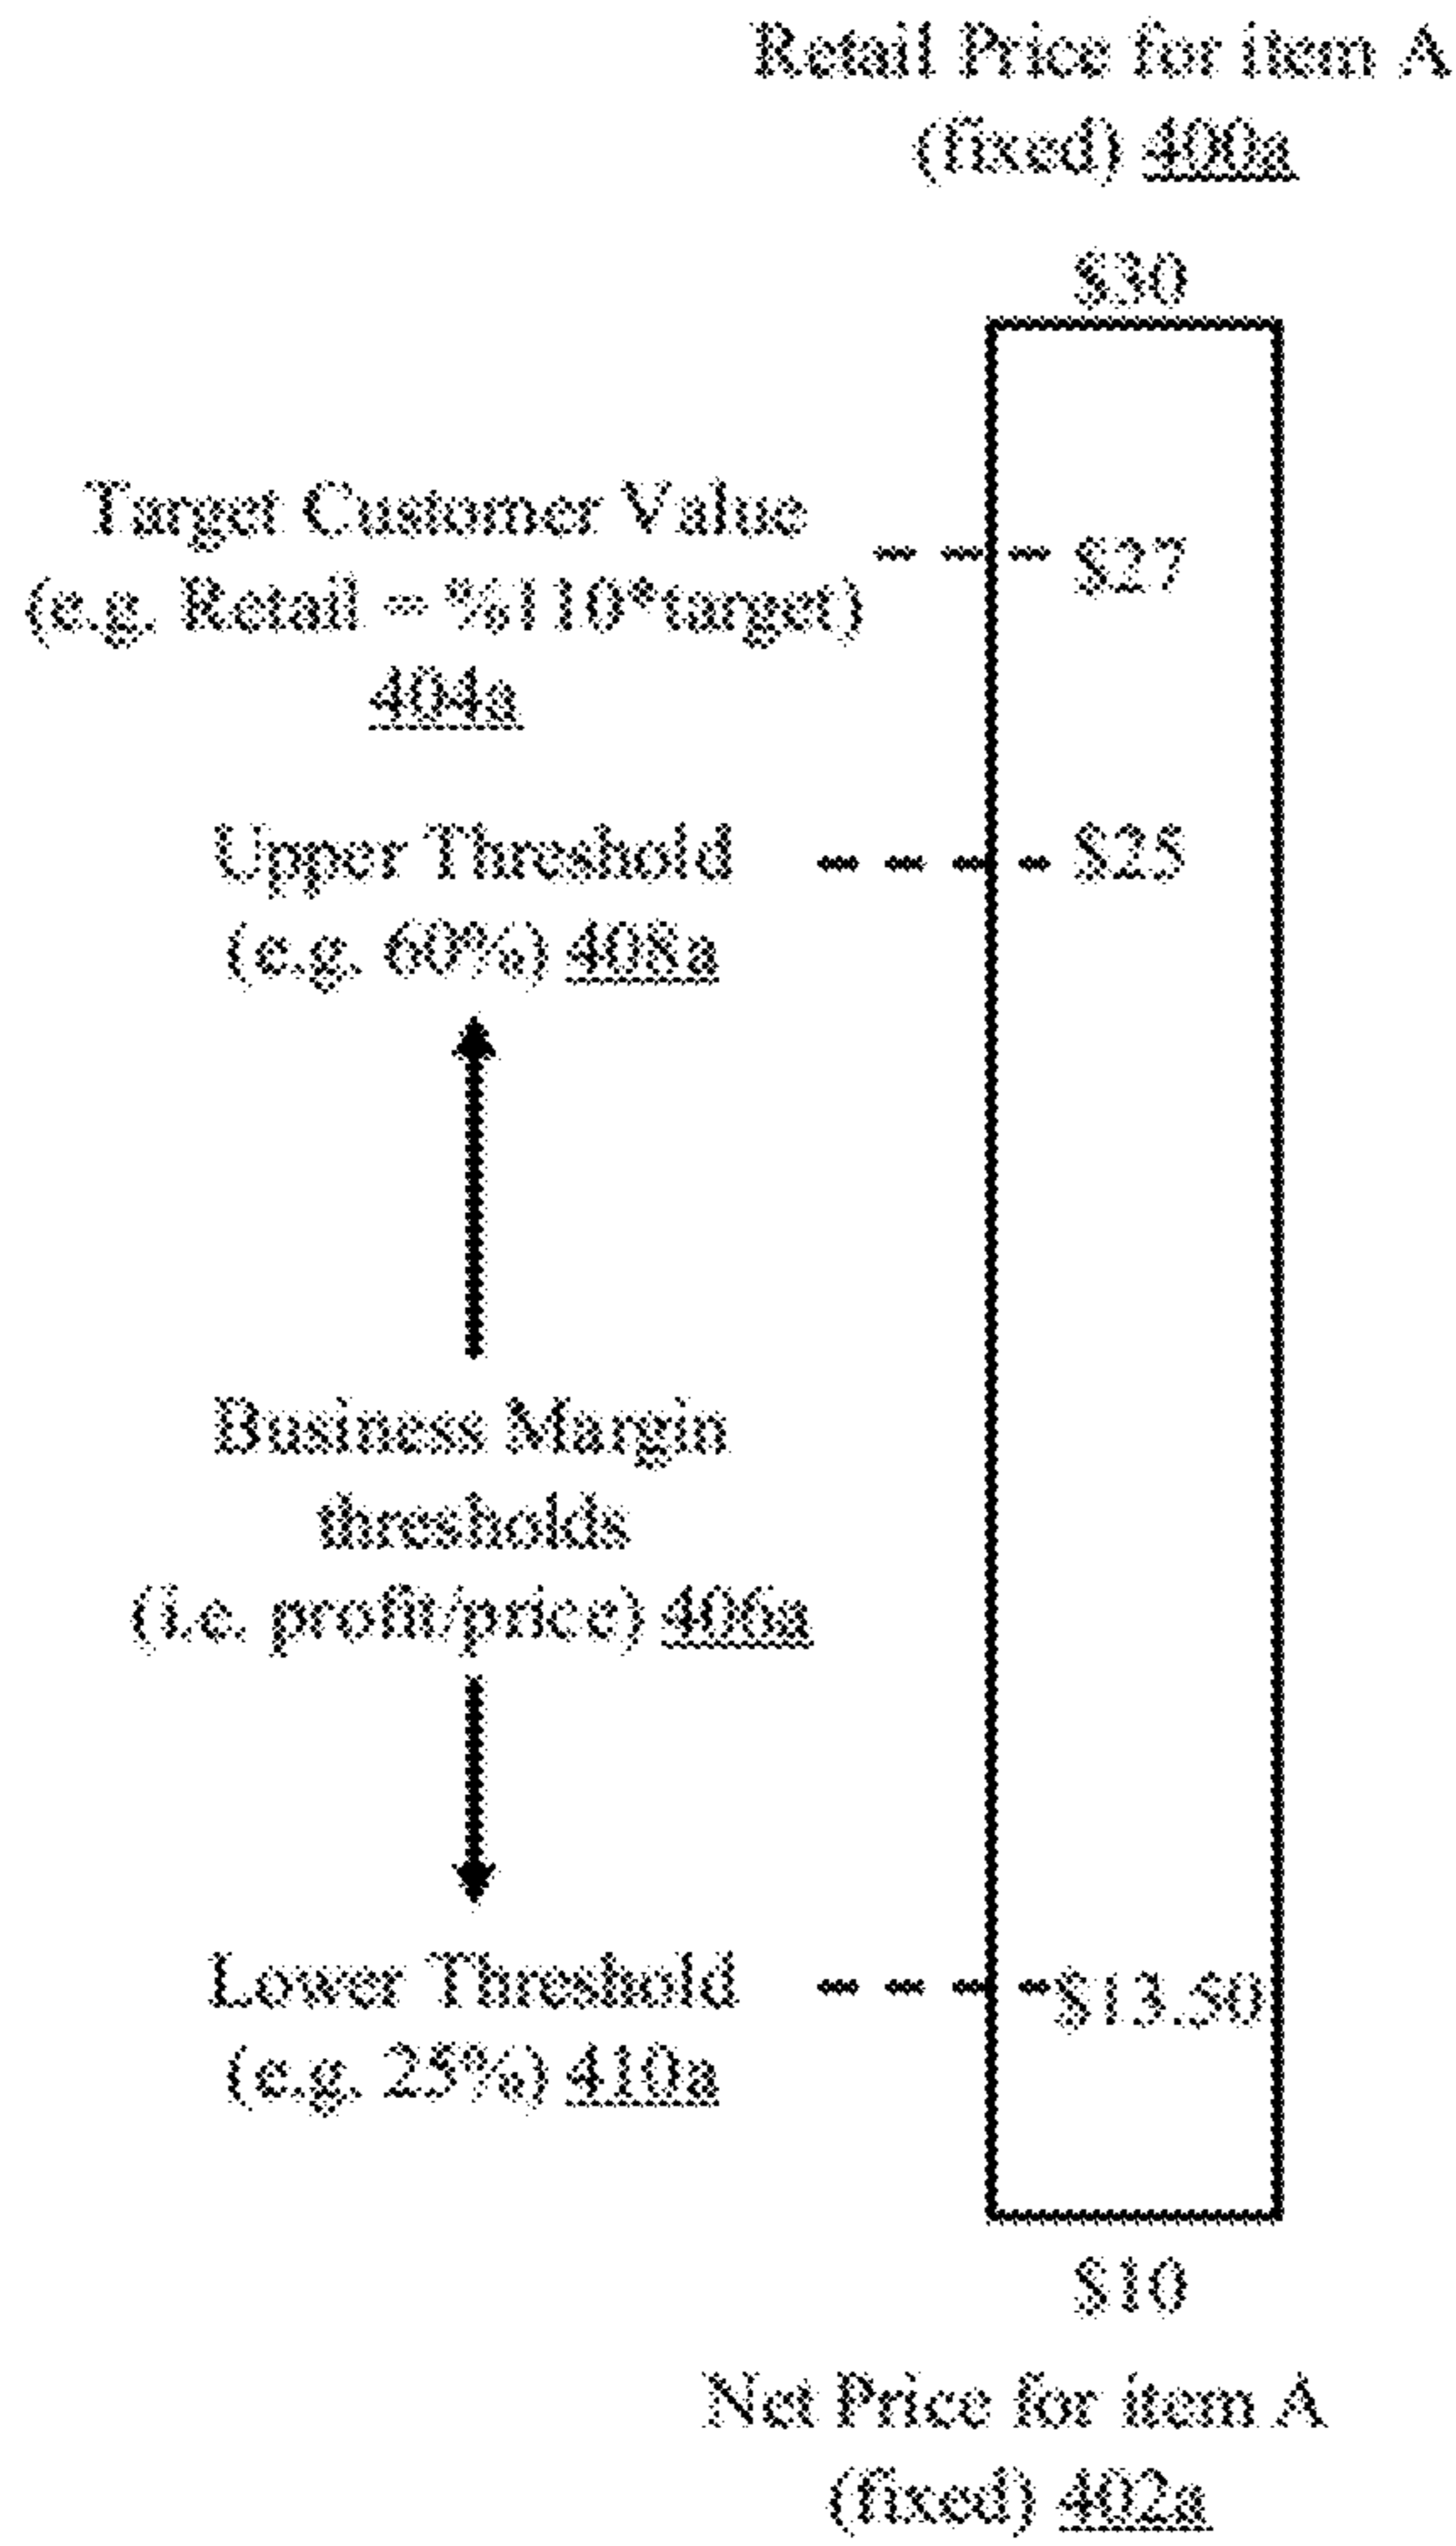 Retail Price for item A
(fixed) 400a
$30
Target Customer Value
(e.g. Retail = %110*target)
404a
$27
Upper Threshold
(e.g. 60%) 408a
$25
Business Margin
thresholds
(i.e. profit/price) 406a
Lower Threshold
(e.g. 25%) 410a
$13.50
$10
Net Price for item A
(fixed) 402a